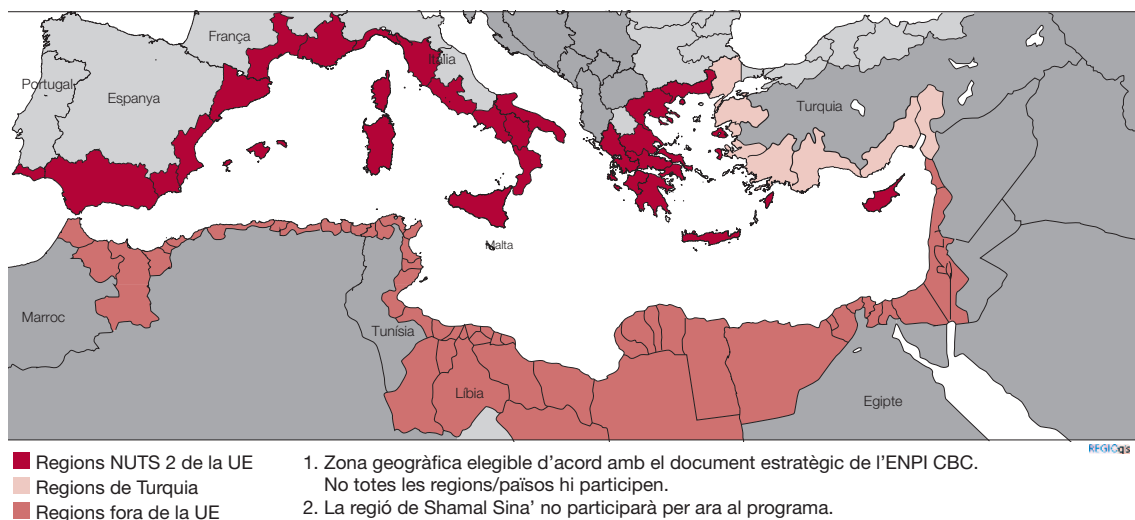 França
Itàlia
Portugal
Espanya
Turquia
Malta
Marroc
Tunísia
Líbia
Egipte
REGIOgis
Regions NUTS 2 de la UE
Regions de Turquia
Regions fora de la UE
1. Zona geogràfica elegible d’acord amb el document estratègic de l’ENPI CBC.
No totes les regions/països hi participen.
2. La regió de Shamal Sina’ no participarà per ara al programa.